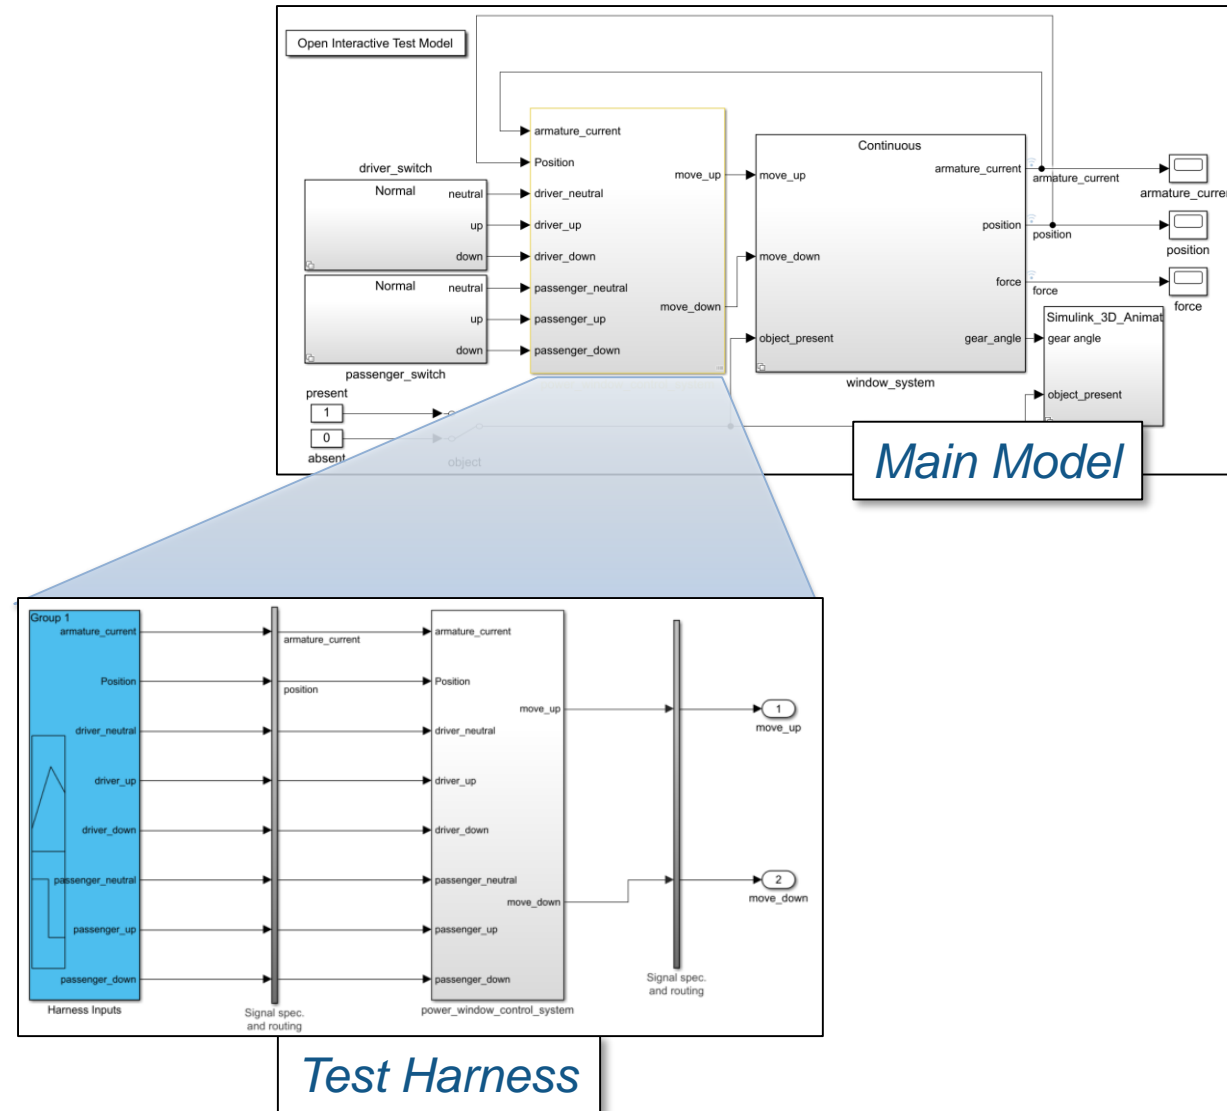 Open Interactive Test Model
armature_current
Position
driver_neutral
driver_up
driver_down
passenger_neutral
passenger_up
passenger_down
move_up
move_down
driver_switch
Normal
neutral
up
down
Normal
neutral
up
down
passenger_switch
present
1
0
absent
object
Continuous
move_up
move_down
object_present
armature_current
position
force
gear_angle
window_system
armature_current
position
force
armature_curren
position
force
Simulink_3D_Animat
gear angle
object_present
Main Model
Group 1
armature_current
Position
driver_neutral
driver_up
driver_down
passenger_neutral
passenger_up
passenger_down
Harness Inputs
armature_current
position
Signal spec.
and routing
armature_current
Position
driver_neutral
driver_up
driver_down
passenger_neutral
passenger_up
passenger_down
move_up
move_down
power_window_control_system
Signal spec.
and routing
1
move_up
2
move_down
Test Harness